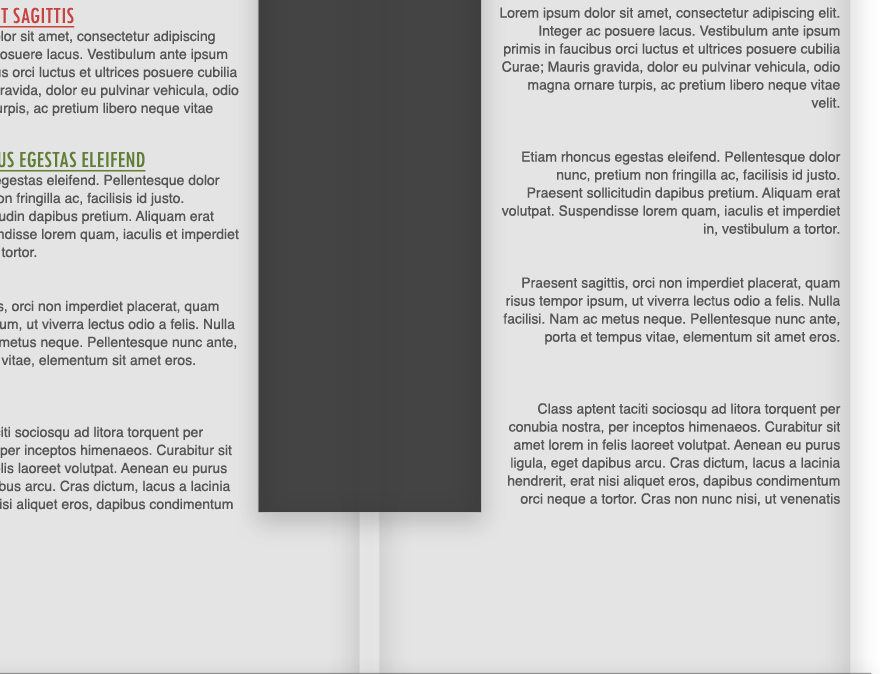 T SAGITTIS
lor sit amet, consectetur adipiscing
posuere lacus. Vestibulum ante ipsum
us orci luctus et ultrices posuere cubilia
ravida, dolor eu pulvinar vehicula, odio
urpis, ac pretium libero neque vitae
US EGESTAS ELEIFEND
egestas eleifend. Pellentesque dolor
on fringilla ac, facilisis id justo.
tudin dapibus pretium. Aliquam erat
ndisse lorem quam, iaculis et imperdiet
tortor.
s, orci non imperdiet placerat, quam
um, ut viverra lectus odio a felis. Nulla
metus neque. Pellentesque nunc ante,
vitae, elementum sit amet eros.
iti sociosqu ad litora torquent per
per inceptos himenaeos. Curabitur sit
lis laoreet volutpat. Aenean eu purus
bus arcu. Cras dictum, lacus a lacinia
isi aliquet eros, dapibus condimentum
Lorem ipsum dolor sit amet, consectetur adipiscing elit.
Integer ac posuere lacus. Vestibulum ante ipsum
primis in faucibus orci luctus et ultrices posuere cubilia
Curae; Mauris gravida, dolor eu pulvinar vehicula, odio
magna ornare turpis, ac pretium libero neque vitae
velit.
Etiam rhoncus egestas eleifend. Pellentesque dolor
nunc, pretium non fringilla ac, facilisis id justo.
Praesent sollicitudin dapibus pretium. Aliquam erat
volutpat. Suspendisse lorem quam, iaculis et imperdiet
in, vestibulum a tortor.
Praesent sagittis, orci non imperdiet placerat, quam
risus tempor ipsum, ut viverra lectus odio a felis. Nulla
facilisi. Nam ac metus neque. Pellentesque nunc ante,
porta et tempus vitae, elementum sit amet eros.
Class aptent taciti sociosqu ad litora torquent per
conubia nostra, per inceptos himenaeos. Curabitur sit
amet lorem in felis laoreet volutpat. Aenean eu purus
ligula, eget dapibus arcu. Cras dictum, lacus a lacinia
hendrerit, erat nisi aliquet eros, dapibus condimentum
orci neque a tortor. Cras non nunc nisi, ut venenatis